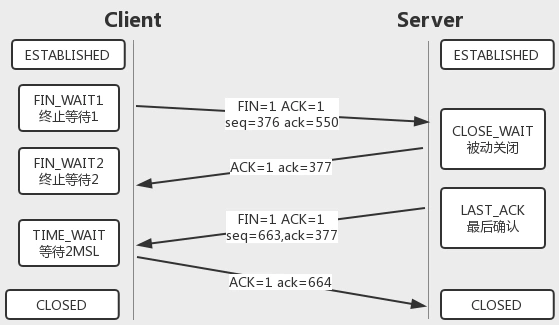 Client
Server
ESTABLISHED
ESTABLISHED
FIN_WAIT1
终止等待1
FIN=1 ACK=1
seq=376 ack=550
CLOSE_WAIT
被动关闭
FIN_WAIT2
终止等待2
ACK=1 ack=377
LAST_ACK
最后确认
FIN=1 ACK=1
seq=663,ack=377
TIME_WAIT
等待2MSL
ACK=1 ack=664
CLOSED
CLOSED